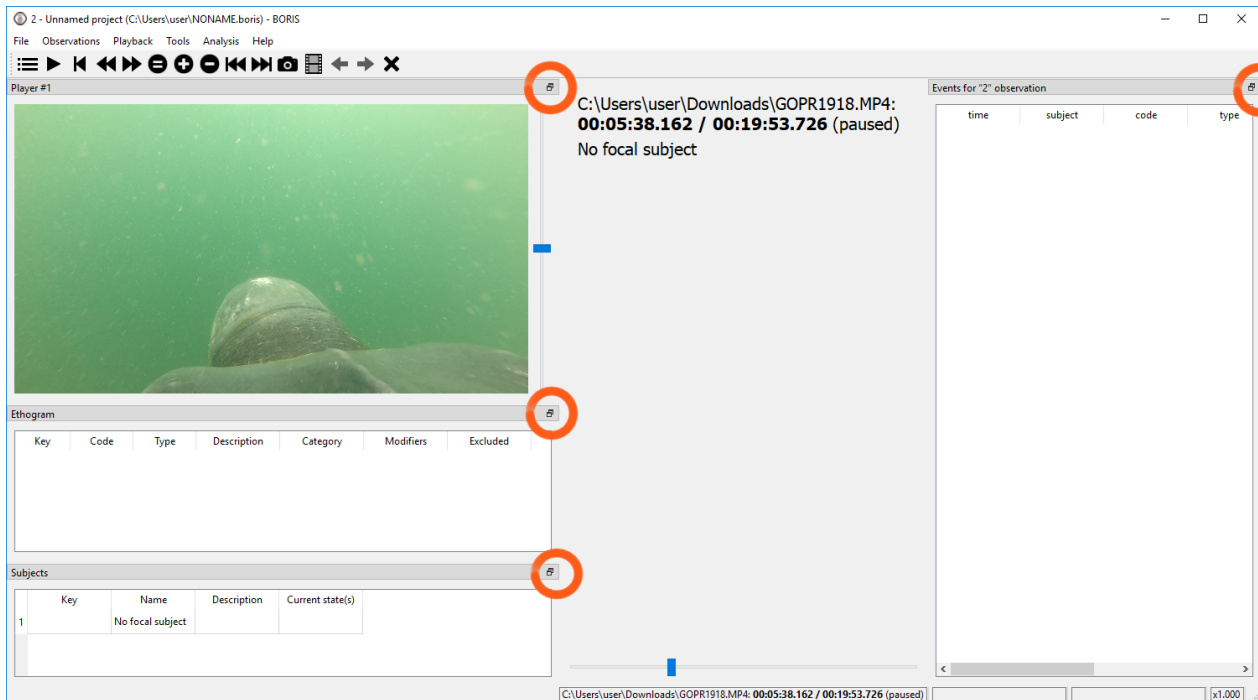 2 - Unnamed project (C:\Users\user\NONAME.boris) - BORIS
File Observations Playback Tools Analysis Help
Player #1
C:\Users\user\Downloads\GOPR1918.MP4:
00:05:38.162 / 00:19:53.726 (paused)
No focal subject
Events for "2" observation
time subject code type
Ethogram
Key Code Type Description Category Modifiers Excluded
Subjects
Key Name Description Current state(s)
1 No focal subject
C:\Users\user\Downloads\GOPR1918.MP4: 00:05:38.162 / 00:19:53.726 (paused)
x1.000